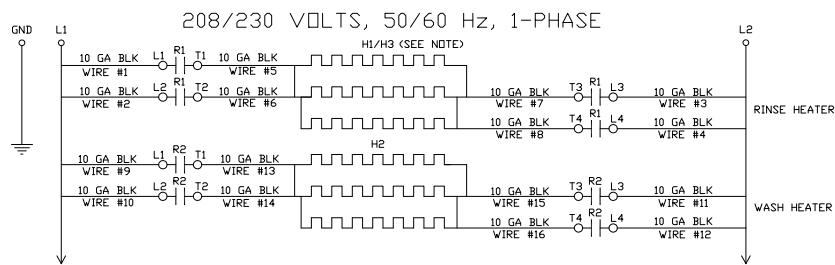 208/230 VOLTS, 50/60 Hz, 1-PHASE
GND L1 L2
H1/H3 (SEE NOTE)
10 GA BLK L1 R1 T1 10 GA BLK
WIRE #1 WIRE #5
10 GA BLK L2 R1 T2 10 GA BLK 10 GA BLK T3 R1 L3 10 GA BLK
WIRE #2 WIRE #6 WIRE #7 WIRE #3
RINSE HEATER
10 GA BLK T4 R1 L4 10 GA BLK
WIRE #8 WIRE #4
H2
10 GA BLK L1 R2 T1 10 GA BLK
WIRE #9 WIRE #13
10 GA BLK L2 R2 T2 10 GA BLK 10 GA BLK T3 R2 L3 10 GA BLK
WIRE #10 WIRE #14 WIRE #15 WIRE #11
WASH HEATER
10 GA BLK T4 R2 L4 10 GA BLK
WIRE #16 WIRE #12